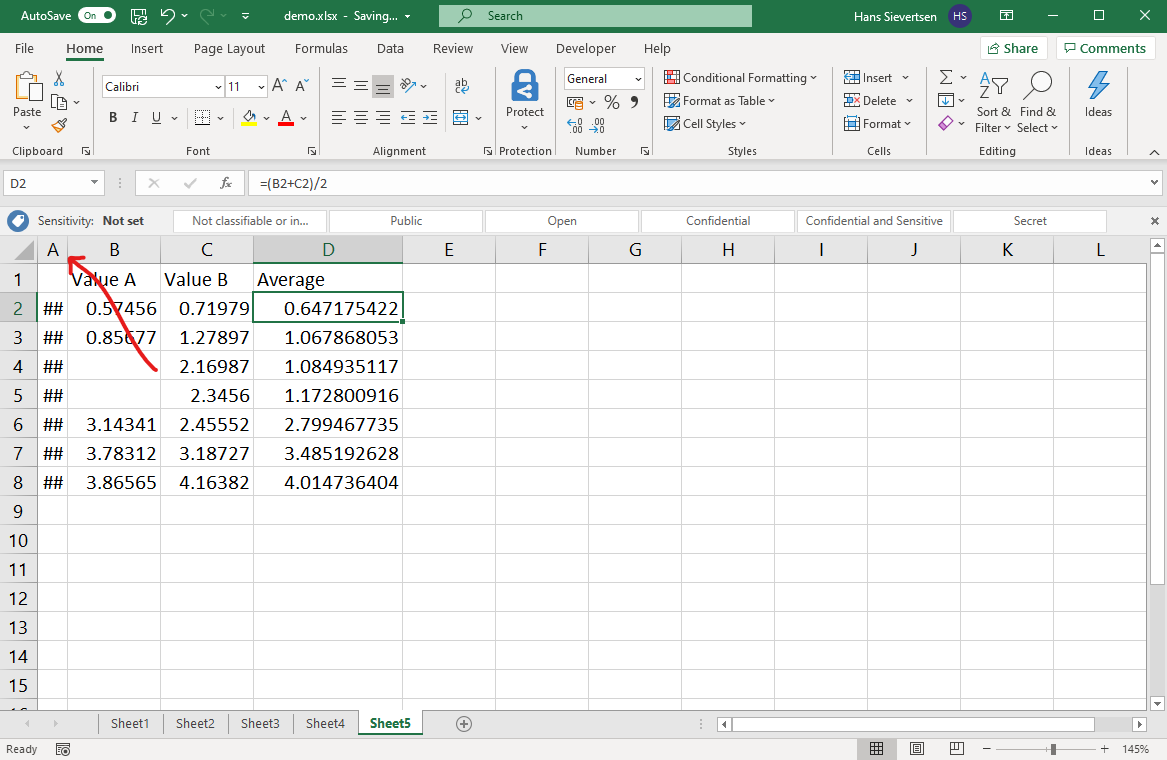 AutoSave On demo.xlsx - Saving... Search Hans Sievertsen HS
File Home Insert Page Layout Formulas Data Review View Developer Help Share Comments
Calibri 11 General Conditional Formatting Insert
Format as Table Delete
Paste B I U Protect Cell Styles Format Sort & Filter Find & Select Ideas
Clipboard Font Alignment Protection Number Styles Cells Editing Ideas
D2 fx =(B2+C2)/2
Sensitivity: Not set Not classifiable or in... Public Open Confidential Confidential and Sensitive Secret
A B C D E F G H I J K L
1 Value A Value B Average
2 ## 0.57456 0.71979 0.647175422
3 ## 0.85677 1.27897 1.067868053
4 ## 2.16987 1.084935117
5 ## 2.3456 1.172800916
6 ## 3.14341 2.45552 2.799467735
7 ## 3.78312 3.18727 3.485192628
8 ## 3.86565 4.16382 4.014736404
9
10
11
12
13
14
15
Sheet1 Sheet2 Sheet3 Sheet4 Sheet5
Ready 145%